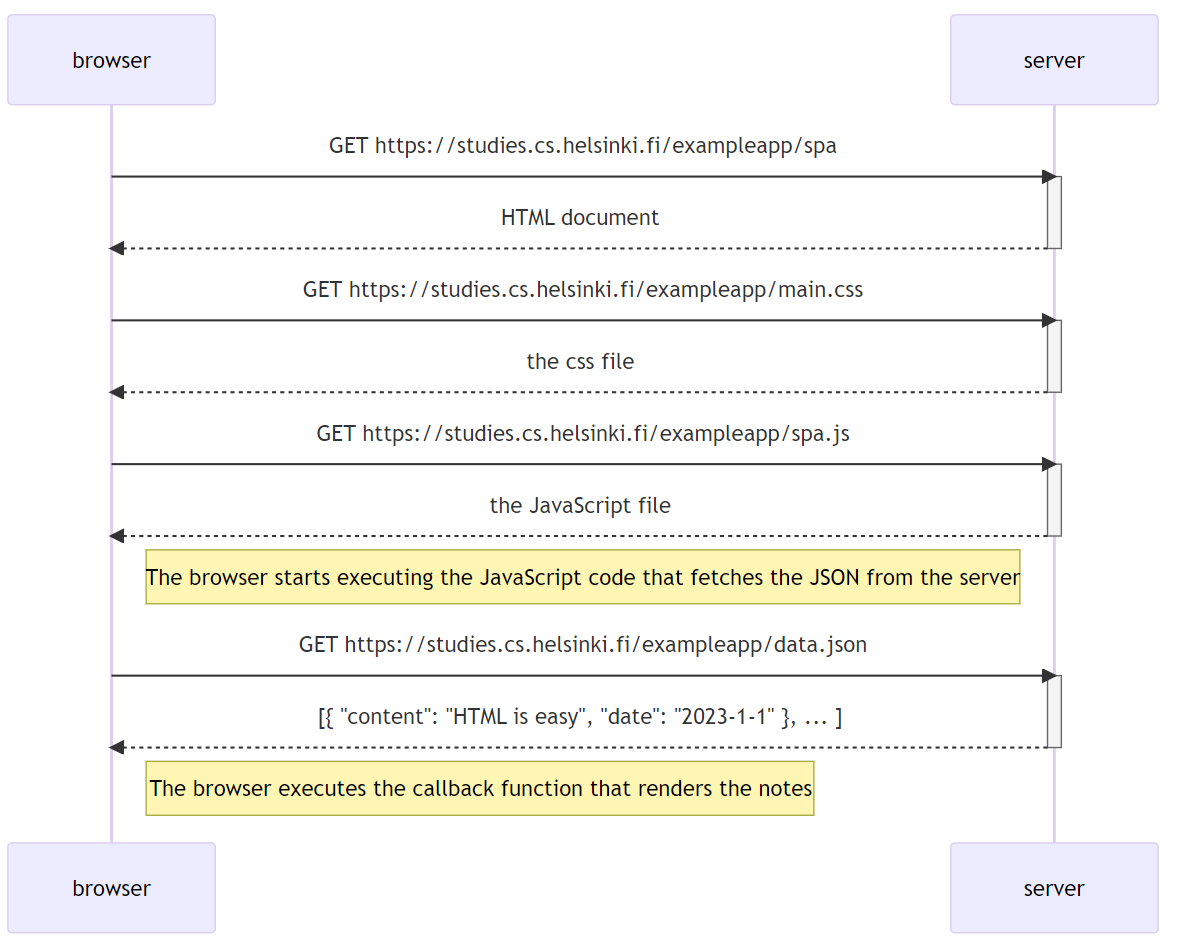 browser
server
GET https://studies.cs.helsinki.fi/exampleapp/spa
HTML document
GET https://studies.cs.helsinki.fi/exampleapp/main.css
the css file
GET https://studies.cs.helsinki.fi/exampleapp/spa.js
the JavaScript file
The browser starts executing the JavaScript code that fetches the JSON from the server
GET https://studies.cs.helsinki.fi/exampleapp/data.json
[{ "content": "HTML is easy", "date": "2023-1-1" }, ... ]
The browser executes the callback function that renders the notes
browser
server